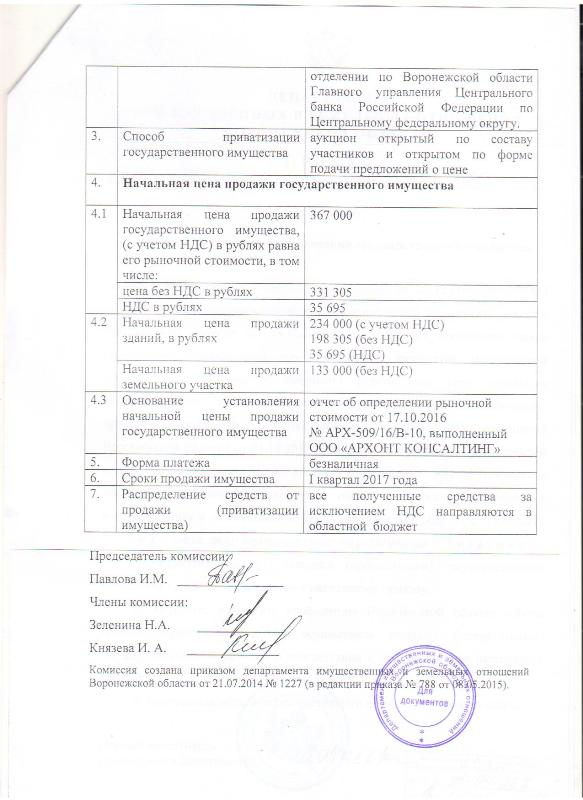 отделении по Воронежской области
Главного управления Центрального
банка Российской Федерации по
Центральному федеральному округу.
3. Способ приватизации
государственного имущества
аукцион открытый по составу
участников и открытом по форме
подачи предложений о цене
4. Начальная цена продажи государственного имущества
4.1 Начальная цена продажи
государственного имущества,
(с учетом НДС) в рублях равна
его рыночной стоимости, в том
числе:
367 000
цена без НДС в рублях
331 305
НДС в рублях
35 695
4.2 Начальная цена продажи
зданий, в рублях
234 000 (с учетом НДС)
198 305 (без НДС)
35 695 (НДС)
Начальная цена продажи
земельного участка
133 000 (без НДС)
4.3 Основание установления
начальной цены продажи
государственного имущества
отчет об определении рыночной
стоимости от 17.10.2016
№ АРХ-509/16/В-10, выполненный
ООО «АРХОНТ КОНСАЛТИНГ»
5. Форма платежа
безналичная
6. Сроки продажи имущества
I квартал 2017 года
7. Распределение средств от
продажи (приватизации
имущества)
все полученные средства за
исключением НДС направляются в
областной бюджет
Председатель комиссии:
Павлова И.М.
Члены комиссии:
Зеленина Н.А.
Князева И. А.
Комиссия создана приказом департамента имущественных и земельных отношений
Воронежской области от 21.07.2014 № 1227 (в редакции приказа № 788 от 08.05.2015).
Департамент имущественных и земельных отношений
Воронежской области
Для
документов